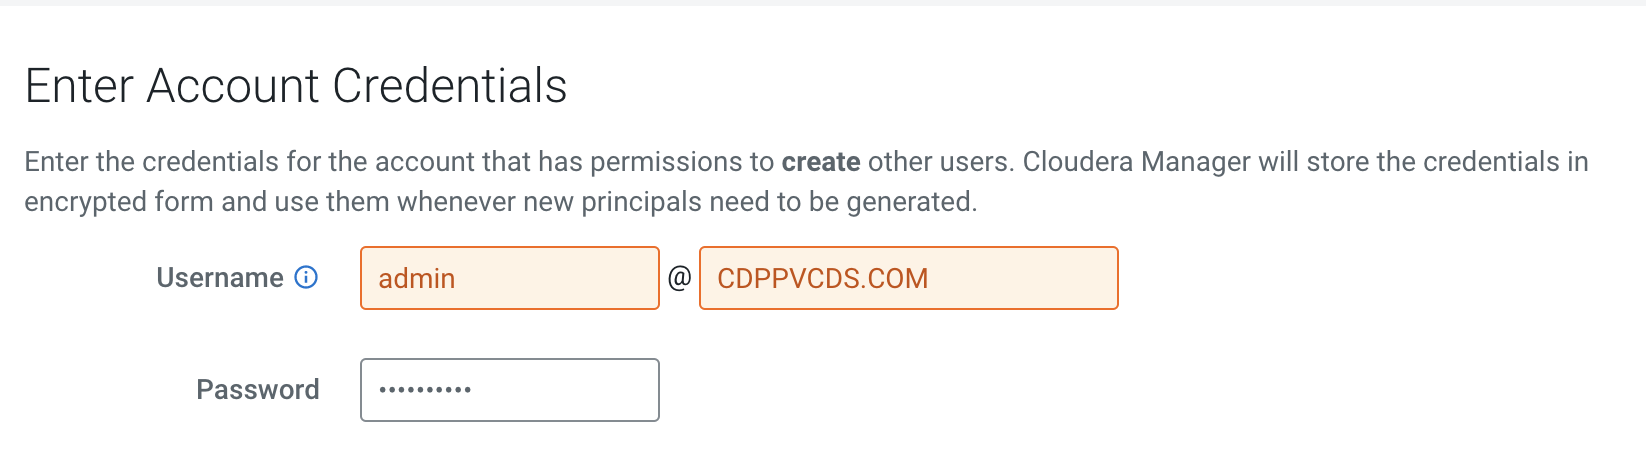 Enter Account Credentials
Enter the credentials for the account that has permissions to create other users. Cloudera Manager will store the credentials in
encrypted form and use them whenever new principals need to be generated.
Username admin @ CDPPVCDS.COM
Password ••••••••••